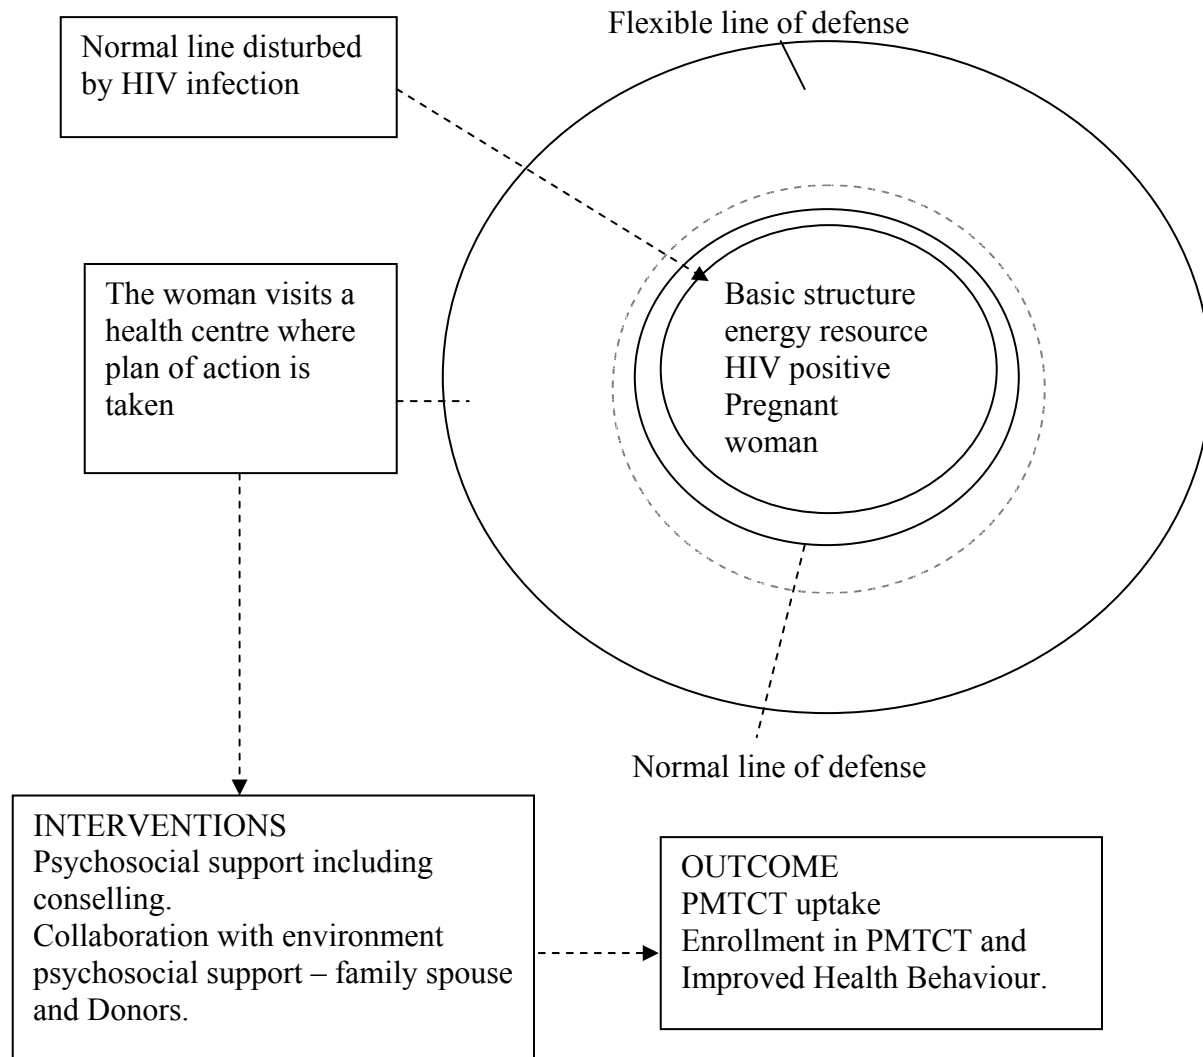 Flexible line of defense
Normal line disturbed
by HIV infection
The woman visits a
health centre where
plan of action is
taken
Basic structure
energy resource
HIV positive
Pregnant
woman
Normal line of defense
INTERVENTIONS
Psychosocial support including
conselling.
Collaboration with environment
psychosocial support – family spouse
and Donors.
OUTCOME
PMTCT uptake
Enrollment in PMTCT and
Improved Health Behaviour.